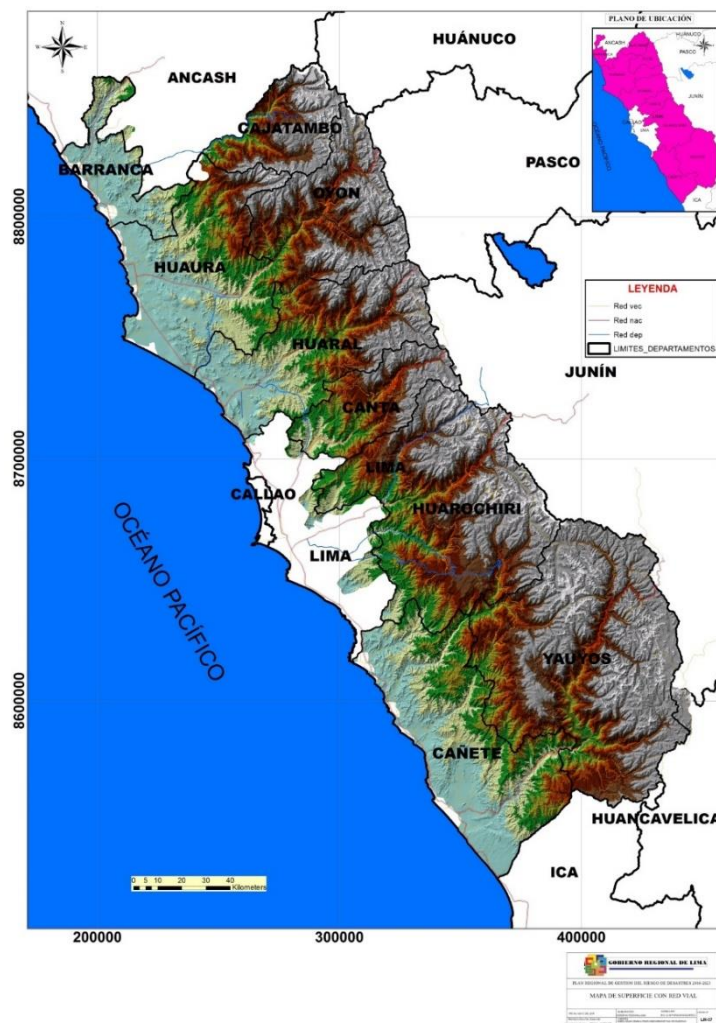 PLANO DE UBICACIÓN
ANCASH
HUÁNUCO
PASCO
JUNÍN
ICA
HUÁNUCO
ANCASH
CAJATAMBO
PASCO
BARRANCA
OYON
8800000
HUAURA
LEYENDA
Red vec
Red nac
Red dep
LIMITES_DEPARTAMENTOS
HUARAL
JUNÍN
CANTA
8700000
LIMA
CALLAO
HUAROCHIRI
LIMA
OCÉANO PACÍFICO
YAUYOS
8600000
CAÑETE
HUANCAVELICA
ICA
0 5 10 20 30 40
Kilometers
200000
300000
400000
GOBIERNO REGIONAL DE LIMA
MAPA DE SUPERFICIE CON RED VIAL